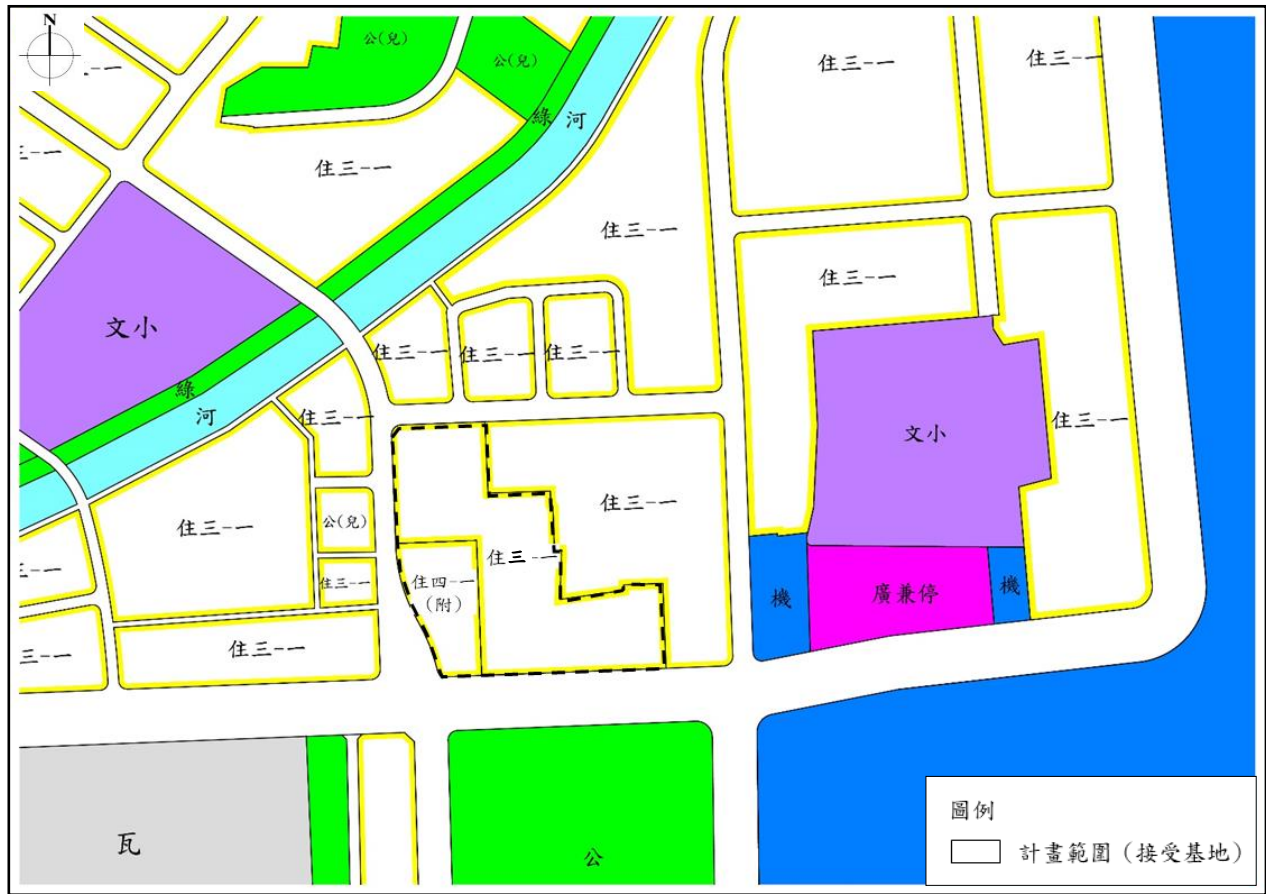 N
公(兒)
住三-一
住三-一
公(兒)
綠
河
住三-一
住三-一
住三-一
文小
住三-一
住三-一
住三-一
綠
河
住三-一
住三-一
文小
住三-一
住三-一
公(兒)
住三-一
住三-一
住四-一
(附)
住三-一
機
廣兼停
機
住三-一
瓦
公
圖例
計畫範圍(接受基地)